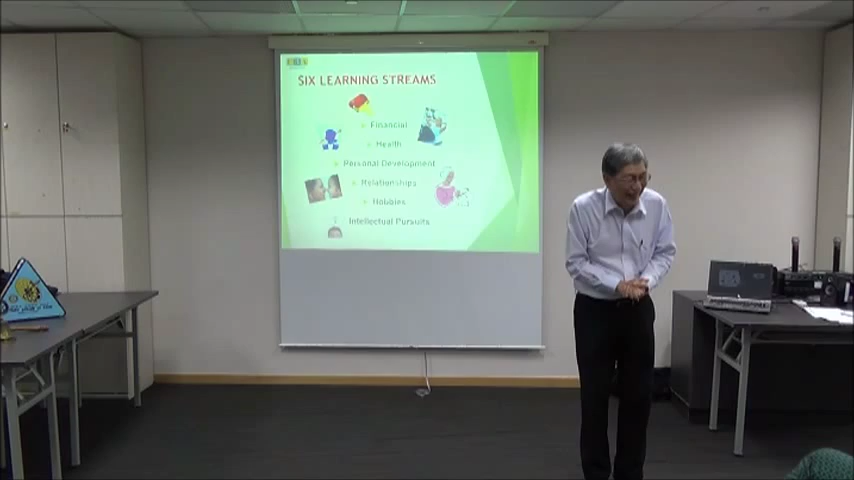 SIX LEARNING STREAMS
Financial
Health
Personal Development
Relationships
Hobbies
Intellectual Pursuits